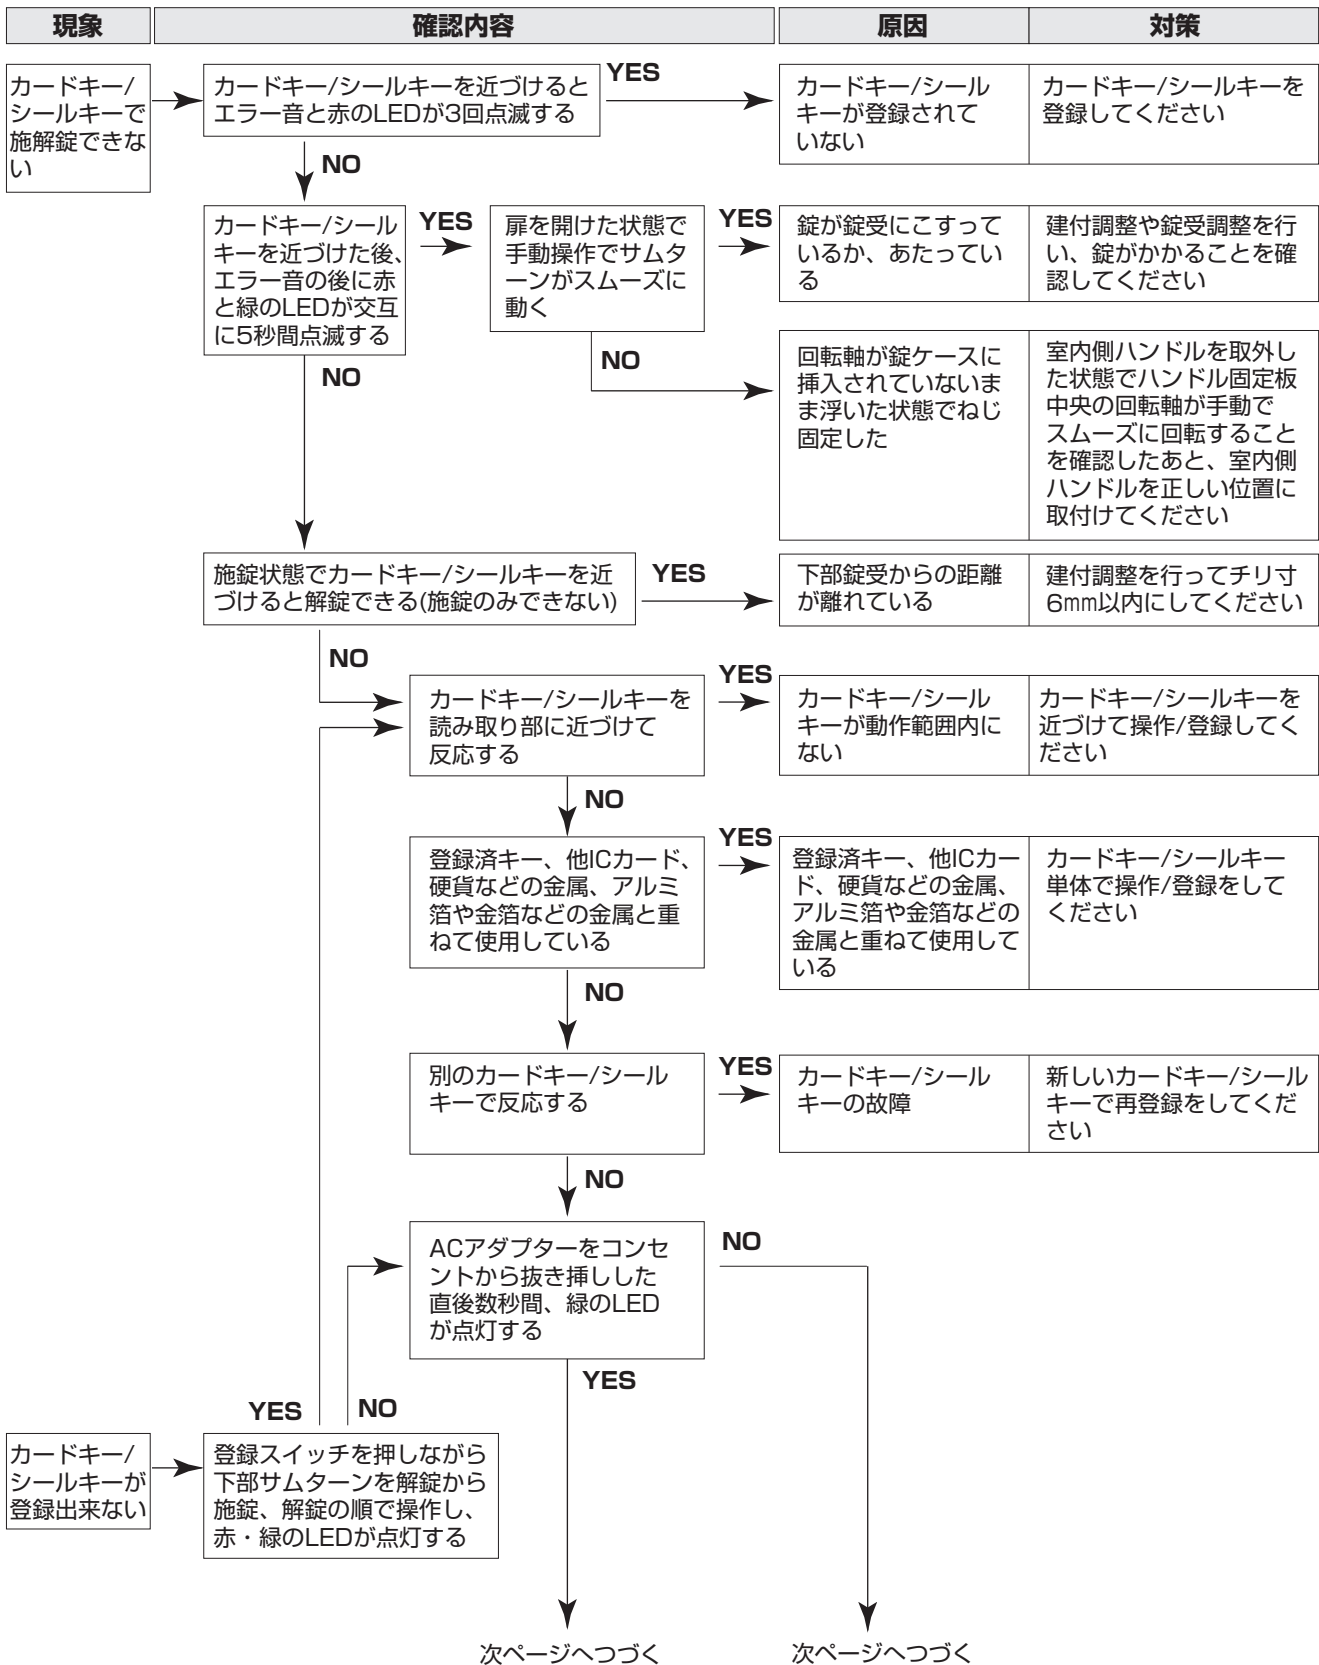 現象
確認内容
原因
対策
カードキー/
シールキーで
施解錠できな
い
カードキー/シールキーを近づけると
エラー音と赤のLEDが3回点滅する
YES
カードキー/シール
キーが登録されて
いない
カードキー/シールキーを
登録してください
NO
カードキー/シール
キーを近づけた後、
エラー音の後に赤
と緑のLEDが交互
に5秒間点滅する
YES
扉を開けた状態で
手動操作でサムタ
ーンがスムーズに
動く
YES
錠が錠受にこすって
いるか、あたってい
る
建付調整や錠受調整を行
い、錠がかかることを確
認してください
NO
回転軸が錠ケースに
挿入されていないま
ま浮いた状態でねじ
固定した
室内側ハンドルを取外し
た状態でハンドル固定板
中央の回転軸が手動で
スムーズに回転すること
を確認したあと、室内側
ハンドルを正しい位置に
取付けてください
NO
施錠状態でカードキー/シールキーを近
づけると解錠できる(施錠のみできない)
YES
下部錠受からの距離
が離れている
建付調整を行ってチリ寸
6mm以内にしてください
NO
カードキー/シールキーを
読み取り部に近づけて
反応する
YES
カードキー/シール
キーが動作範囲内に
ない
カードキー/シールキーを
近づけて操作/登録してく
ださい
NO
登録済キー、他ICカード、
硬貨などの金属、アルミ
箔や金箔などの金属と重
ねて使用している
YES
登録済キー、他ICカー
ド、硬貨などの金属、
アルミ箔や金箔などの
金属と重ねて使用して
いる
カードキー/シールキー
単体で操作/登録をして
ください
NO
別のカードキー/シール
キーで反応する
YES
カードキー/シール
キーの故障
新しいカードキー/シール
キーで再登録をしてくだ
さい
NO
ACアダプターをコンセ
ントから抜き挿しした
直後数秒間、緑のLED
が点灯する
NO
YES
YES
NO
カードキー/
シールキーが
登録出来ない
登録スイッチを押しながら
下部サムターンを解錠から
施錠、解錠の順で操作し、
赤・緑のLEDが点灯する
次ページへつづく
次ページへつづく